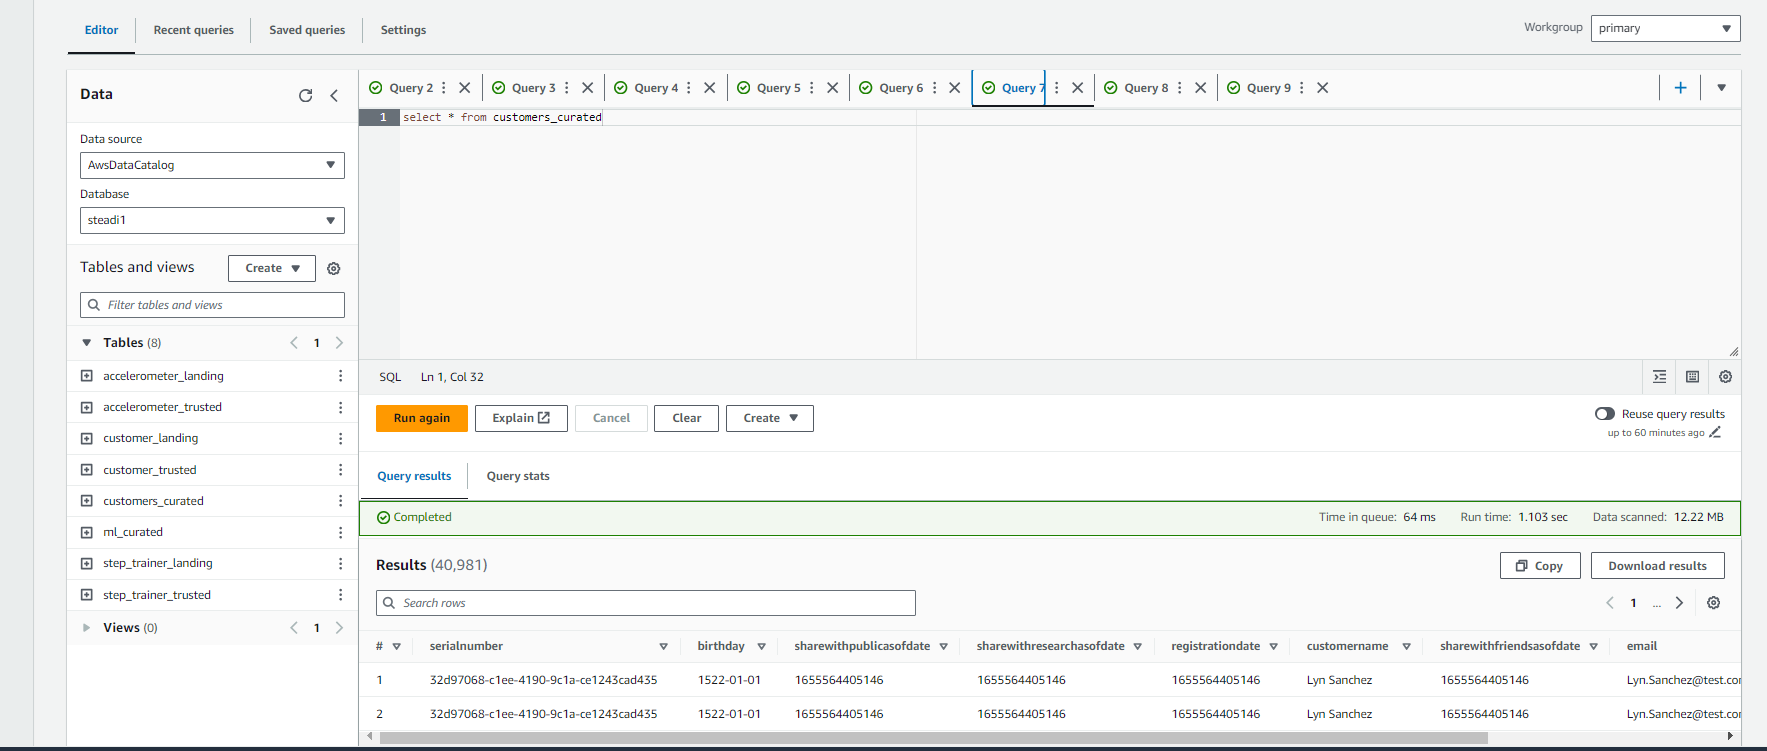 Editor Recent queries Saved queries Settings Workgroup primary
Data
Data source
AwsDataCatalog
Database
steadi1
Tables and views Create
Filter tables and views
Tables (8) 1
accelerometer_landing
accelerometer_trusted
customer_landing
customer_trusted
customers_curated
ml_curated
step_trainer_landing
step_trainer_trusted
Views (0) 1
Query 2 Query 3 Query 4 Query 5 Query 6 Query 7 Query 8 Query 9
1 select * from customers_curated
SQL Ln 1, Col 32
Run again Explain Cancel Clear Create Reuse query results
up to 60 minutes ago
Query results Query stats
Completed Time in queue: 64 ms Run time: 1.103 sec Data scanned: 12.22 MB
Results (40,981) Copy Download results
Search rows 1 ...
# serialnumber birthday sharewithpublicasofdate sharewithresearchasofdate registrationdate customername sharewithfriendsasofdate email
1 32d97068-c1ee-4190-9c1a-ce1243cad435 1522-01-01 1655564405146 1655564405146 1655564405146 Lyn Sanchez 1655564405146 Lyn.Sanchez@test.co
2 32d97068-c1ee-4190-9c1a-ce1243cad435 1522-01-01 1655564405146 1655564405146 1655564405146 Lyn Sanchez 1655564405146 Lyn.Sanchez@test.co